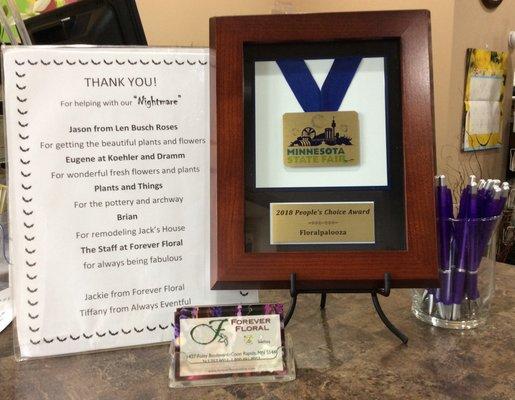 THANK YOU!
For helping with our "Nightmare"
Jason from Len Busch Roses
For getting the beautiful plants and flowers
Eugene at Koehler and Dramm
For wonderful fresh flowers and plants
Plants and Things
For the pottery and archway
Brian
For remodeling Jack's House
The Staff at Forever Floral
for always being fabulous
Jackie from Forever Floral
Tiffany from Always Eventful
MINNESOTA
STATE FAIR
2018 People's Choice Award
Floralpalooza
FOREVER
FLORAL
Coon Rapids, MN